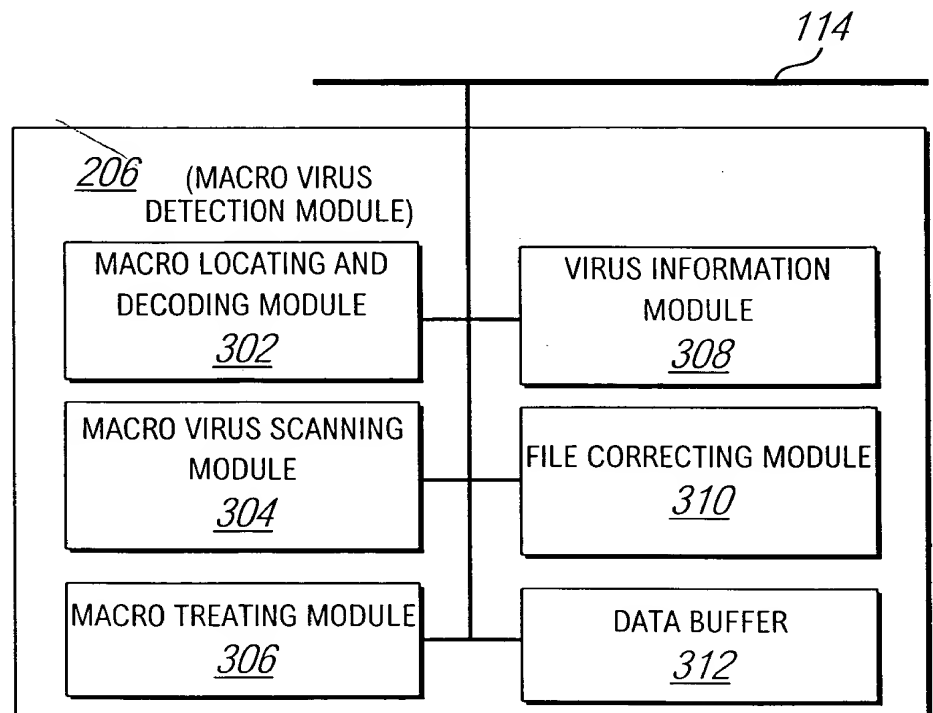 114
206 (MACRO VIRUS
DETECTION MODULE)
MACRO LOCATING AND
DECODING MODULE
302
VIRUS INFORMATION
MODULE
308
MACRO VIRUS SCANNING
MODULE
304
FILE CORRECTING MODULE
310
MACRO TREATING MODULE
306
DATA BUFFER
312